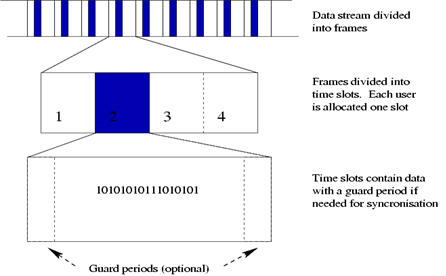 Data stream divided
into frames
Frames divided into
time slots. Each user
is allocated one slot
1 2 3 4
10101010111010101
Time slots contain data
with a guard period if
needed for syncronisation
Guard periods (optional)